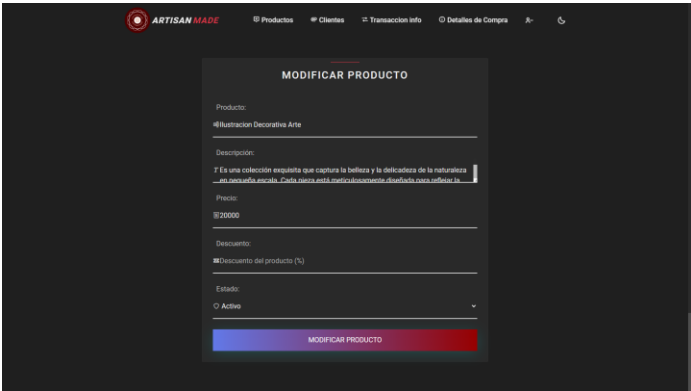 ARTISAN MADE
Productos
Clientes
Transaccion info
Detalles de Compra
MODIFICAR PRODUCTO
Producto:
Ilustracion Decorativa Arte
Descripción:
Es una colección exquisita que captura la belleza y la delicadeza de la naturaleza
en pequeña escala. Cada pieza está meticulosamente diseñada para reflejar la
Precio:
20000
Descuento:
Descuento del producto (%)
Estado:
Activo
MODIFICAR PRODUCTO